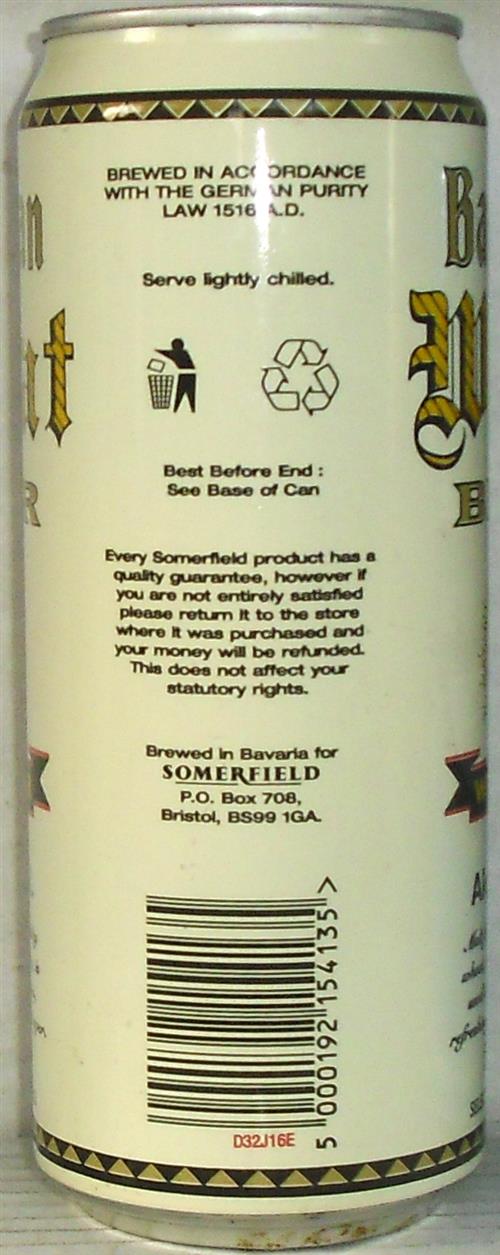 BREWED IN ACCORDANCE
WITH THE GERMAN PURITY
LAW 1516 A.D.
Serve lightly chilled.
Best Before End :
See Base of Can
Every Somerfield product has a
quality guarantee, however if
you are not entirely satisfied
please return it to the store
where it was purchased and
your money will be refunded.
This does not affect your
statutory rights.
Brewed in Bavaria for
SOMERFIELD
P.O. Box 708,
Bristol, BS99 1GA.
5 000192 154135 >
D32J16E